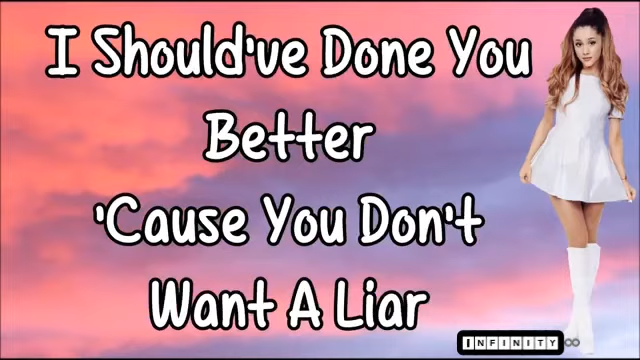 I Should've Done You
Better
'Cause You Don't
Want A Liar
INFINITY∞